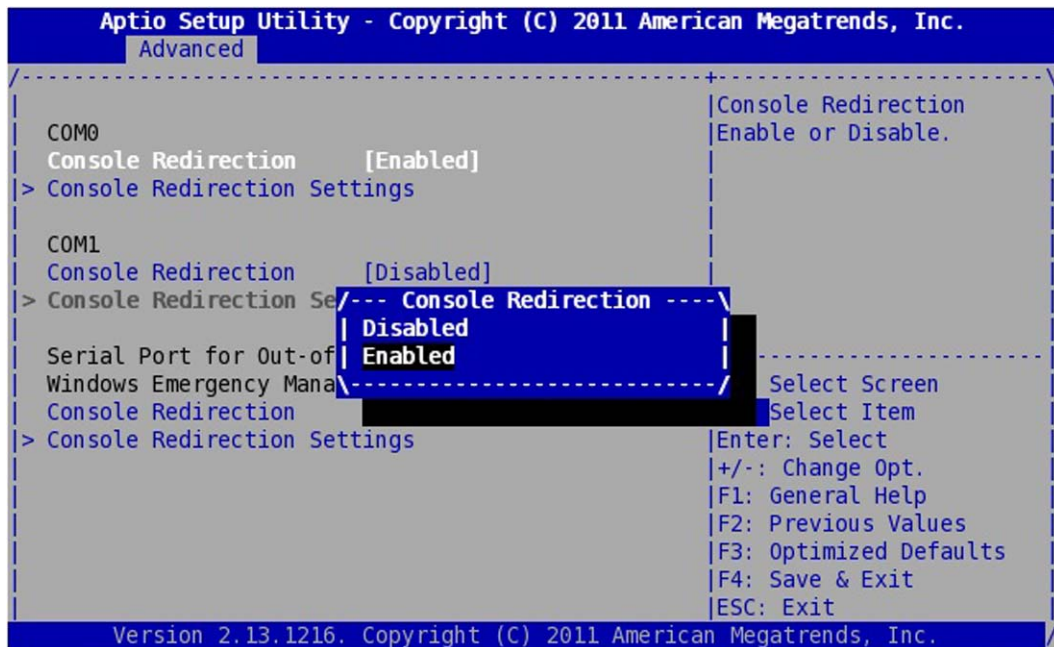 Aptio Setup Utility - Copyright (C) 2011 American Megatrends, Inc.
Advanced
Console Redirection
Enable or Disable.
COM0
Console Redirection [Enabled]
> Console Redirection Settings
COM1
Console Redirection [Disabled]
> Console Redirection Se
/--- Console Redirection ----\
Disabled
Enabled
Serial Port for Out-of
Windows Emergency Mana
Console Redirection
> Console Redirection Settings
Select Screen
Select Item
Enter: Select
+/-: Change Opt.
F1: General Help
F2: Previous Values
F3: Optimized Defaults
F4: Save & Exit
ESC: Exit
Version 2.13.1216. Copyright (C) 2011 American Megatrends, Inc.